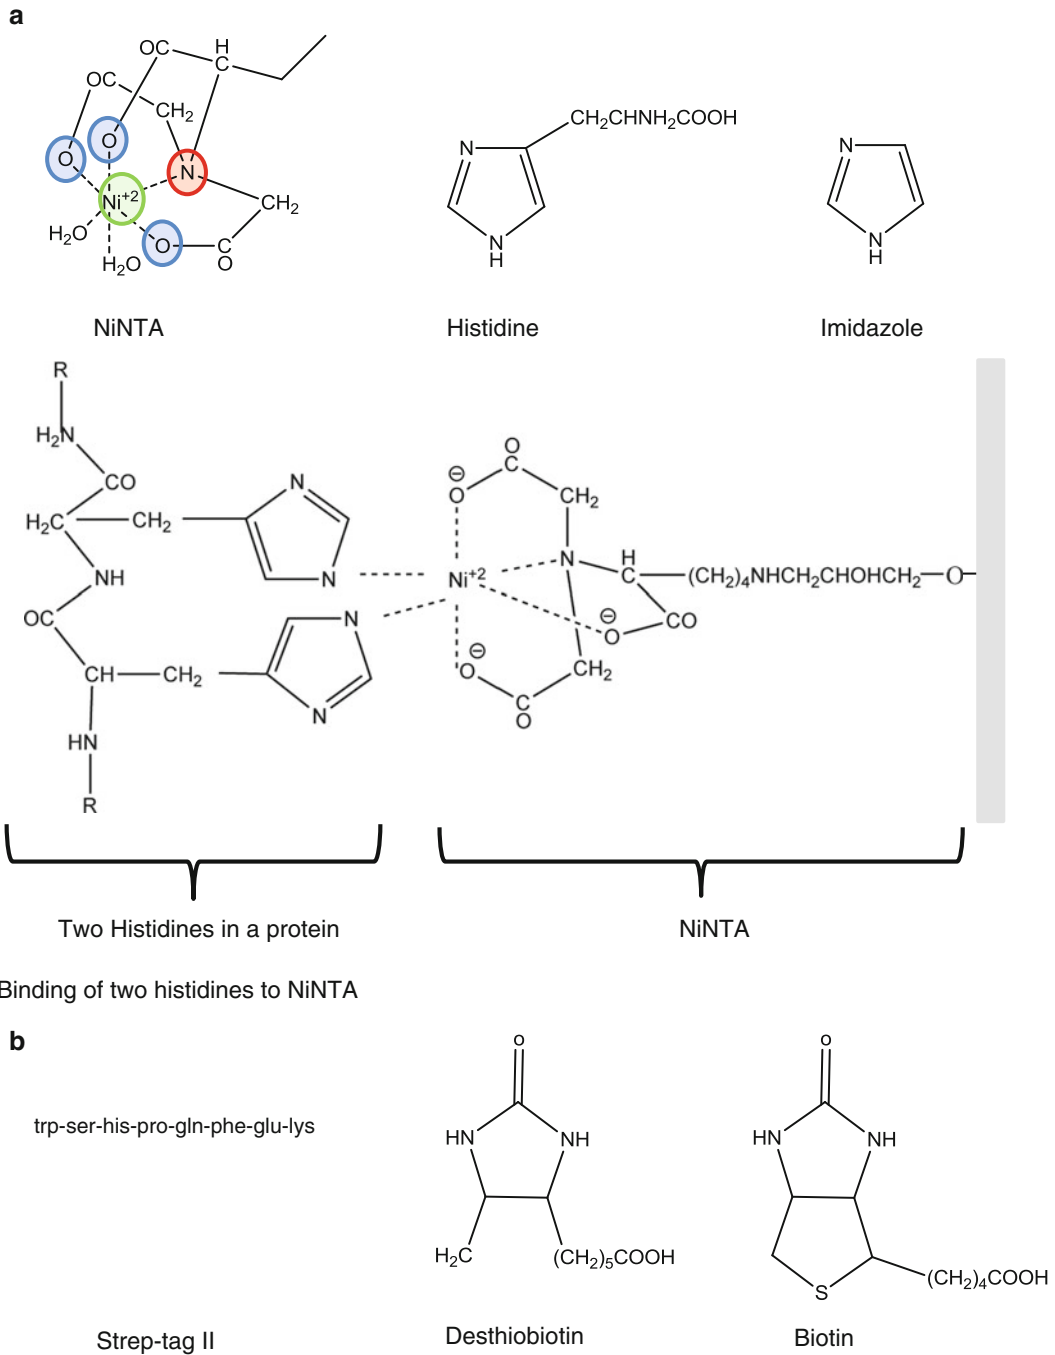 a
OC H
C
OC
CH₂
O
O
N
Ni⁺²
CH₂
H₂O
O
C
O
H₂O
NiNTA
CH₂CHNH₂COOH
N
N
H
Histidine
N
N
H
Imidazole
R
H₂N
CO
H₂C CH₂
N
N
NH
OC
N
CH CH₂
N
HN
R
O
C
⊖
O
CH₂
N
H
C
(CH₂)₄NHCH₂CHOHCH₂ O
Ni⁺²
⊖
O
CO
⊖
O
CH₂
C
O
Two Histidines in a protein
NiNTA
Binding of two histidines to NiNTA
b
trp-ser-his-pro-gln-phe-glu-lys
Strep-tag II
o
HN NH
H₂C (CH₂)₅COOH
Desthiobiotin
o
HN NH
S
(CH₂)₄COOH
Biotin